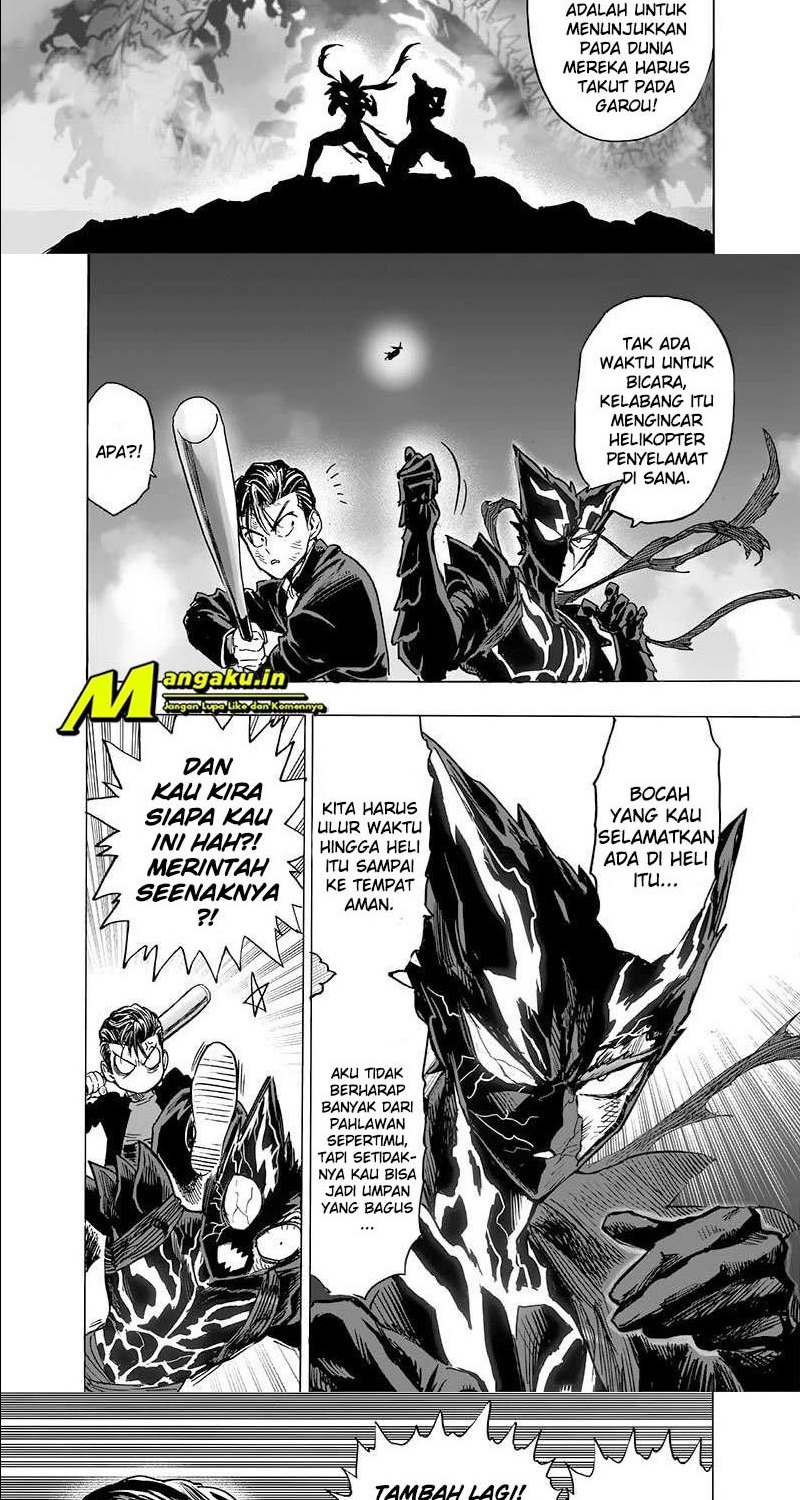 ADALAH UNTUK
MENUNJUKKAN
PADA DUNIA
MEREKA HARUS
TAKUT PADA
GAROU!
TAK ADA
WAKTU UNTUK
BICARA,
KELABANG ITU
MENGINCAR
HELIKOPTER
PENYELAMAT
DI SANA.
APA?!
Mangaku.in
Jangan Lupa Like dan Komennya
BOCAH
YANG KAU
SELAMATKAN
ADA DI HELI
ITU...
KITA HARUS
ULUR WAKTU
HINGGA HELI
ITU SAMPAI
KE TEMPAT
AMAN.
AKU TIDAK
BERHARAP
BANYAK DARI
PAHLAWAN
SEPERTIMU,
TAPI SETIDAK-
NYA KAU BISA
JADI UMPAN
YANG BAGUS
...
DAN
KAU KIRA
SIAPA KAU
INI HAH?!
MERINTAH
SEENAKNYA
?!
TAMBAH LAGI!